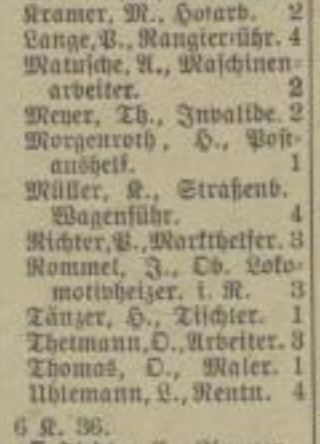 Kramer, M., Hofarb. 2
Lange, P., Rangierführ. 4
Matusche, A., Maschinen-
arbeiter. 2
Meyer, Th., Invalide. 2
Morgenroth, H., Post-
aushelf. 1
Müller, K., Straßenb.
Wagenführ. 4
Richter, P., Markthelfer. 3
Rommel, J., Ob. Loko-
motivheizer. i. R. 3
Tänzer, H., Tischler. 1
Thetmann, O., Arbeiter. 3
Thomas, O., Maler. 1
Uhlemann, L., Rentn. 4
6 K. 36.